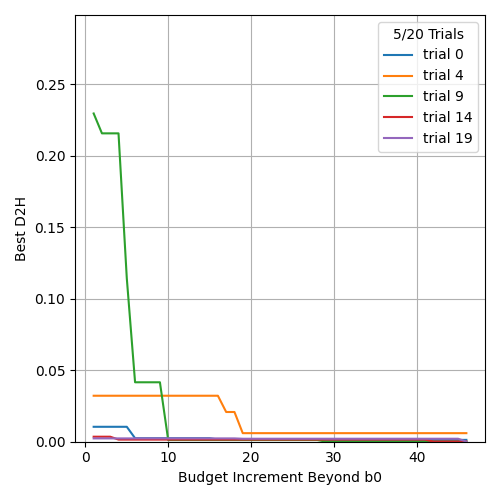 5/20 Trials
trial 0
trial 4
trial 9
trial 14
trial 19
0.25
0.20
0.15
0.10
0.05
0.00
Best D2H
0 10 20 30 40
Budget Increment Beyond b0